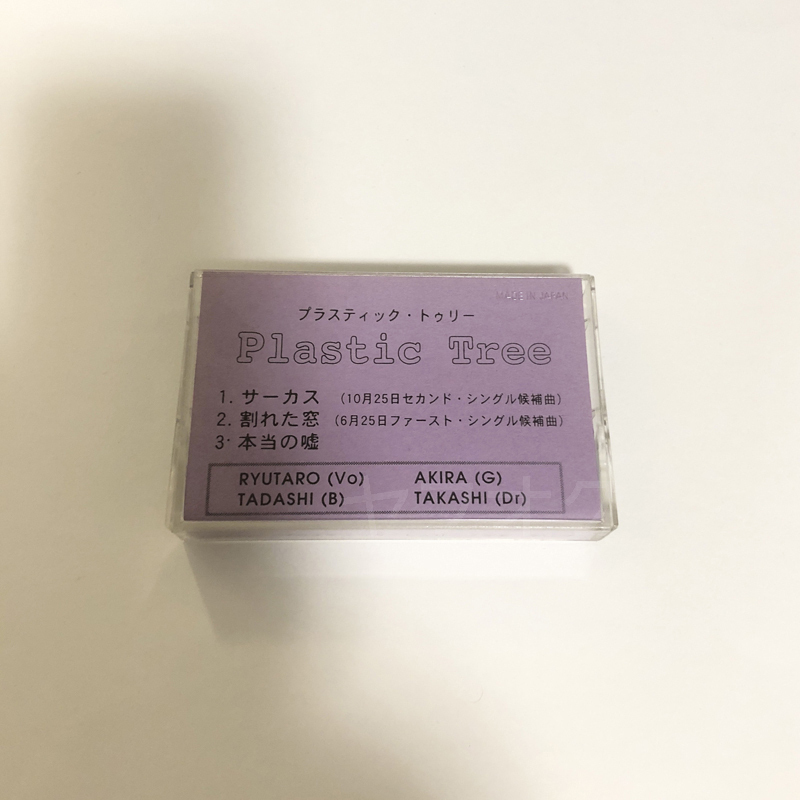 MADE IN JAPAN
プラスティック・トゥリー
Plastic Tree
1. サーカス (10月25日セカンド・シングル候補曲)
2. 割れた窓 (6月25日ファースト・シングル候補曲)
3. 本当の嘘
RYUTARO (Vo) AKIRA (G)
TADASHI (B) TAKASHI (Dr)